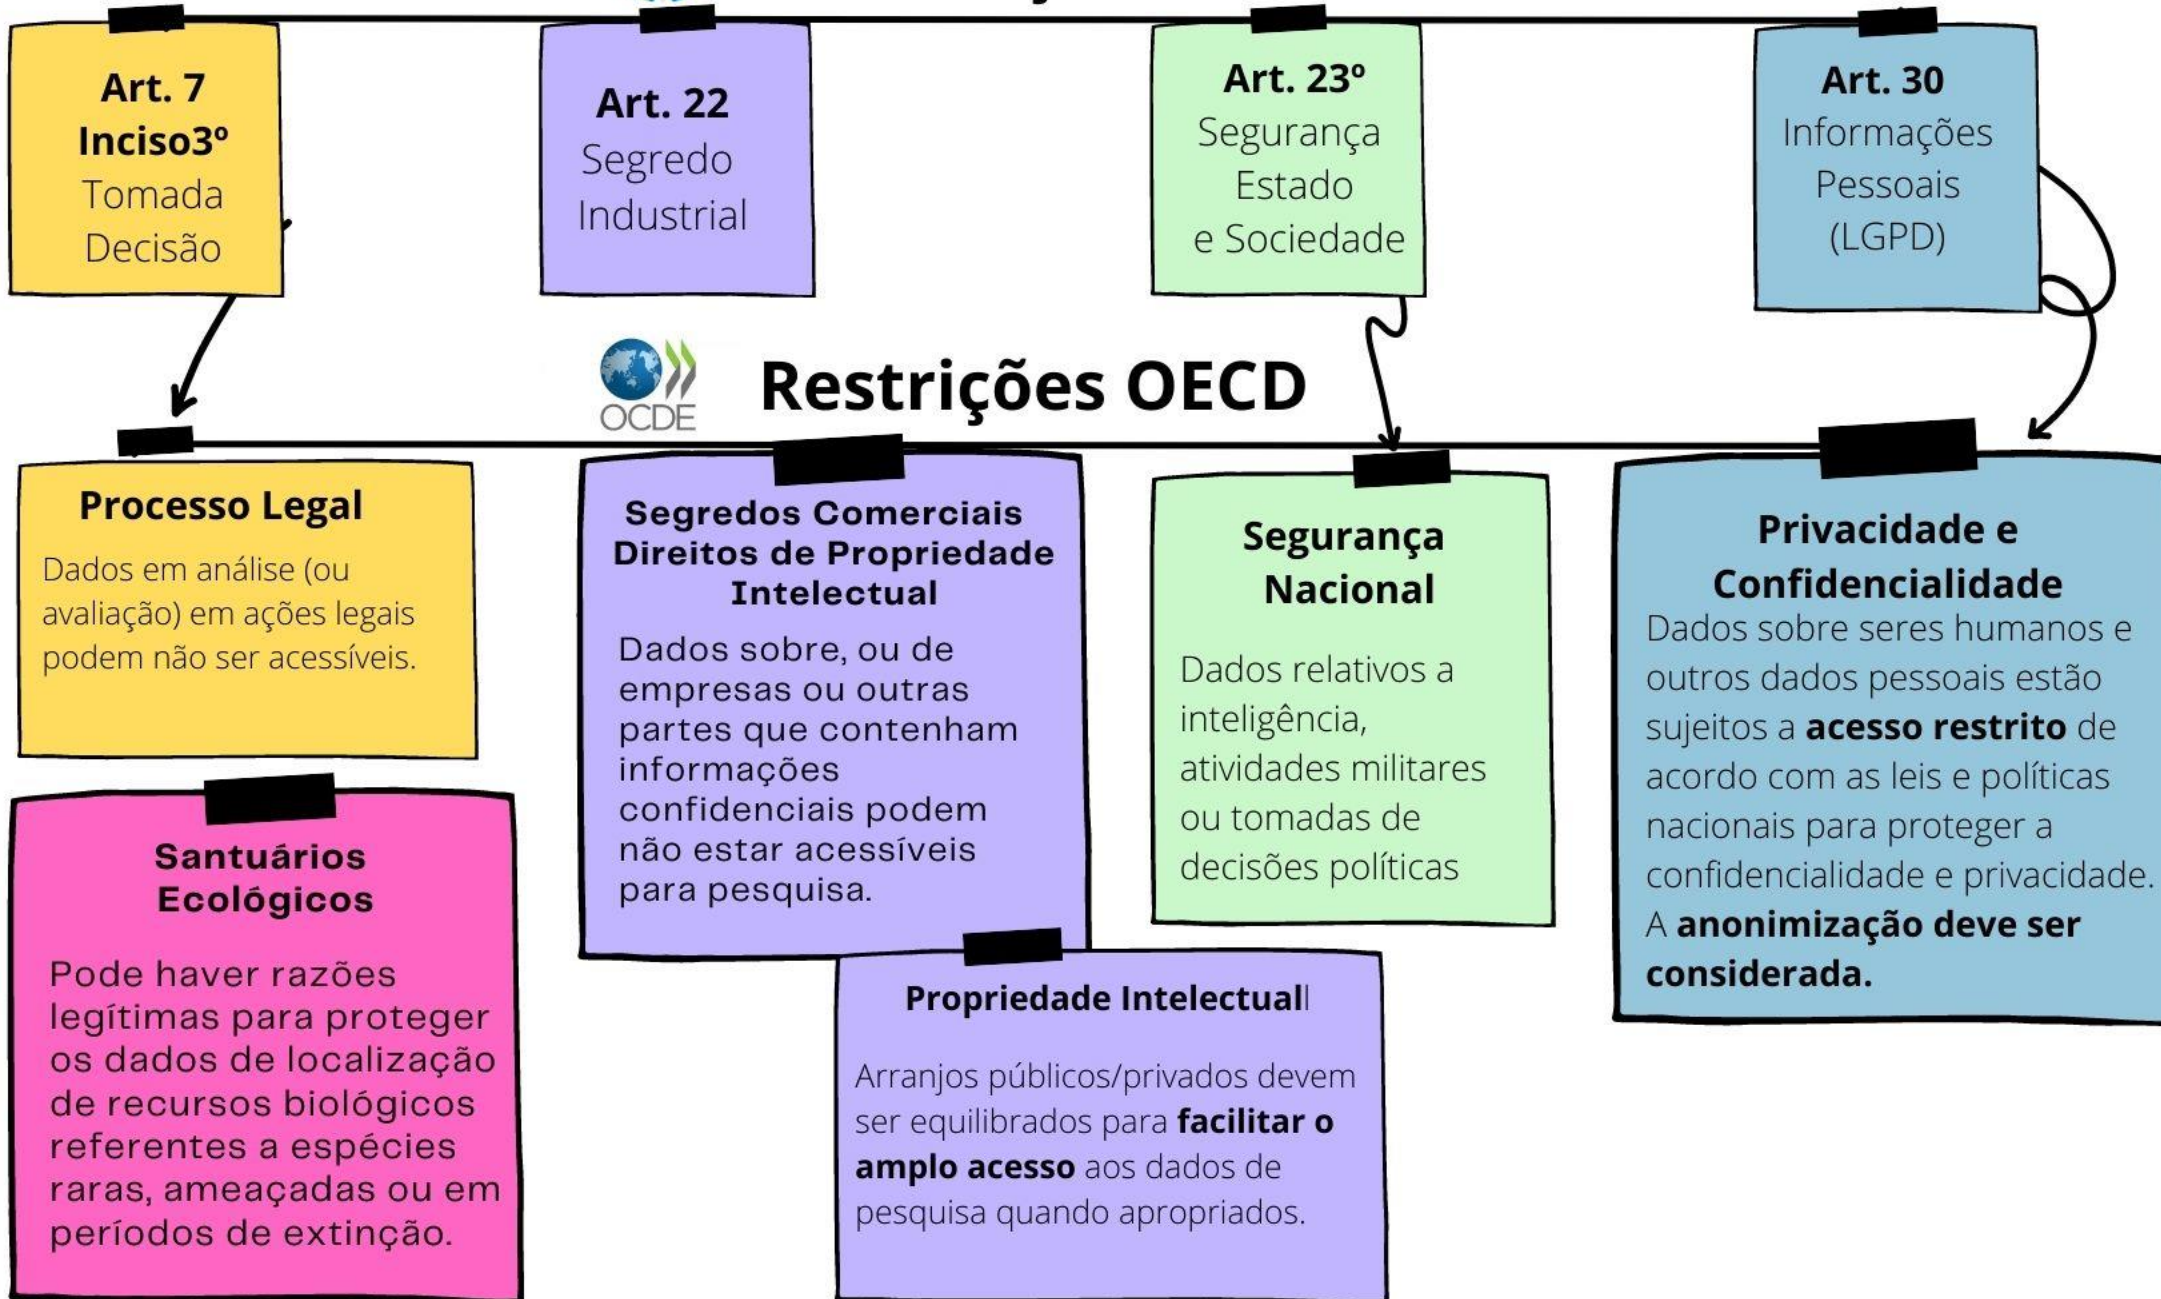 Art. 7
Inciso3º
Tomada
Decisão
Art. 22
Segredo
Industrial
Art. 23º
Segurança
Estado
e Sociedade
Art. 30
Informações
Pessoais
(LGPD)
OCDE
Restrições OECD
Processo Legal
Dados em análise (ou
avaliação) em ações legais
podem não ser acessíveis.
Santuários
Ecológicos
Pode haver razões
legítimas para proteger
os dados de localização
de recursos biológicos
referentes a espécies
raras, ameaçadas ou em
períodos de extinção.
Segredos Comerciais
Direitos de Propriedade
Intelectual
Dados sobre, ou de
empresas ou outras
partes que contenham
informações
confidenciais podem
não estar acessíveis
para pesquisa.
Propriedade Intelectuall
Arranjos públicos/privados devem
ser equilibrados para facilitar o
amplo acesso aos dados de
pesquisa quando apropriados.
Segurança
Nacional
Dados relativos a
inteligência,
atividades militares
ou tomadas de
decisões políticas
Privacidade e
Confidencialidade
Dados sobre seres humanos e
outros dados pessoais estão
sujeitos a acesso restrito de
acordo com as leis e políticas
nacionais para proteger a
confidencialidade e privacidade.
A anonimização deve ser
considerada.